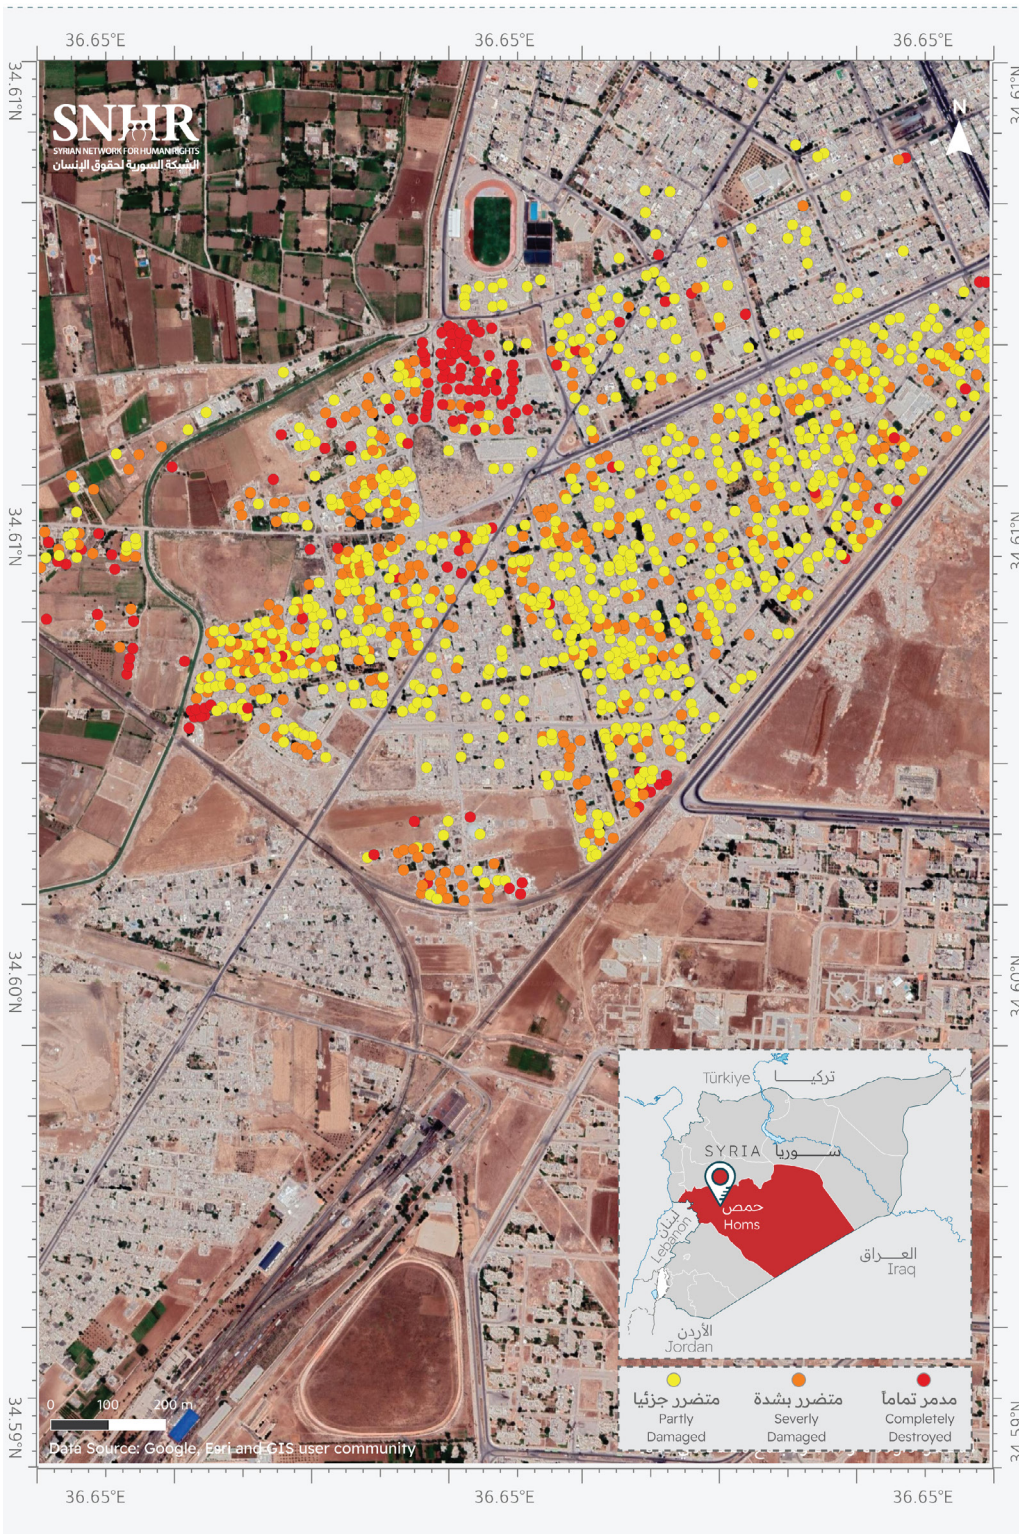 36.65°E 36.65°E 36.65°E
34.61°N 34.61°N
SNHR
SYRIAN NETWORK FOR HUMAN RIGHTS
الشبكة السورية لحقوق الإنسان
N
34.61°N 34.61°N
34.60°N 34.60°N
Türkiye تركيـــــا
SYRIA ســـــوريا
حمص
Homs
لبنان
Lebanon
العـــراق
Iraq
الأردن
Jordan
متضرر جزئيا متضرر بشدة مدمر تماماً
Partly Severly Completely
Damaged Damaged Destroyed
0 100 200 m
Data Source: Google, Esri and GIS user community
34.59°N 34.59°N
36.65°E 36.65°E 36.65°E